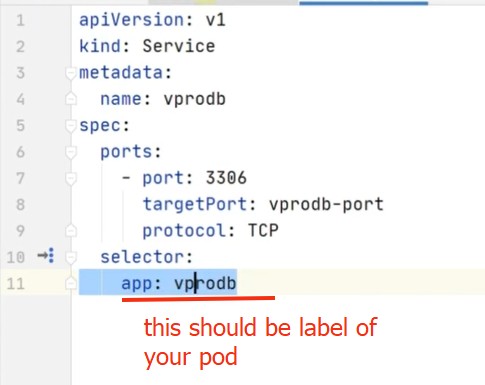 1 apiVersion: v1
2 kind: Service
3 metadata:
4 name: vprodb
5 spec:
6 ports:
7 - port: 3306
8 targetPort: vprodb-port
9 protocol: TCP
10 selector:
11 app: vprodb
this should be label of
your pod